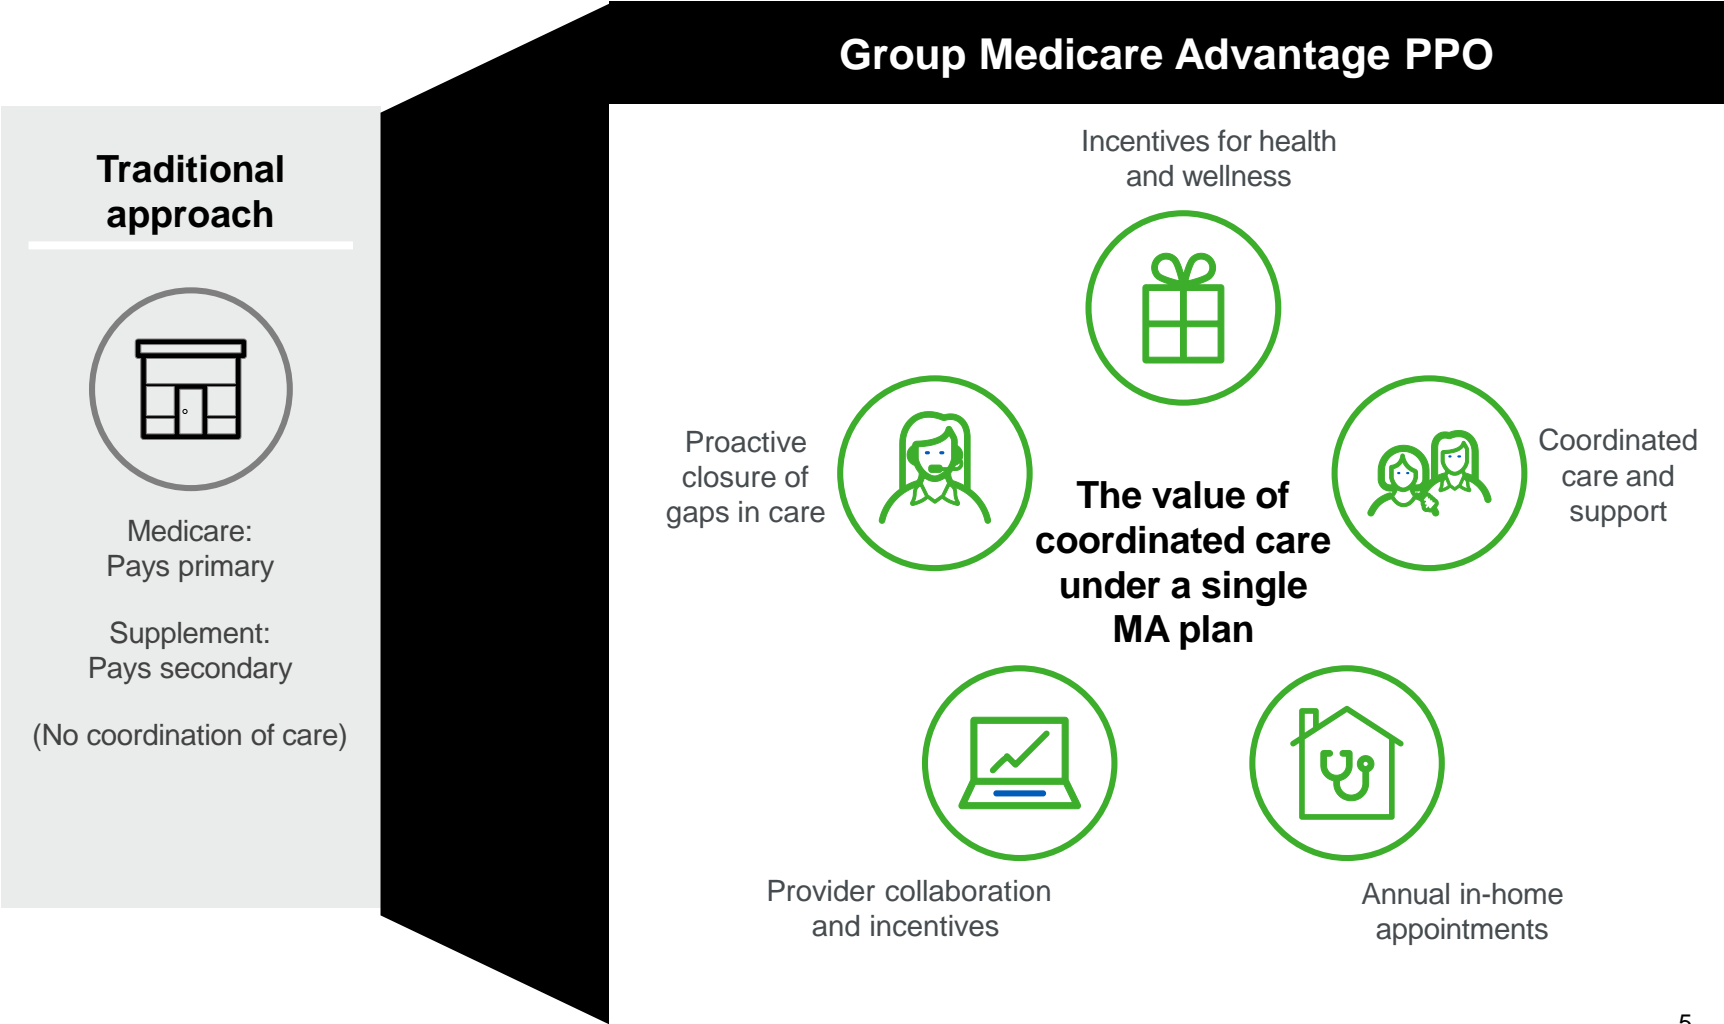 Group Medicare Advantage PPO
Traditional
approach
Medicare:
Pays primary
Supplement:
Pays secondary
(No coordination of care)
Incentives for health
and wellness
Proactive
closure of
gaps in care
Coordinated
care and
support
The value of
coordinated care
under a single
MA plan
Provider collaboration
and incentives
Annual in-home
appointments
5